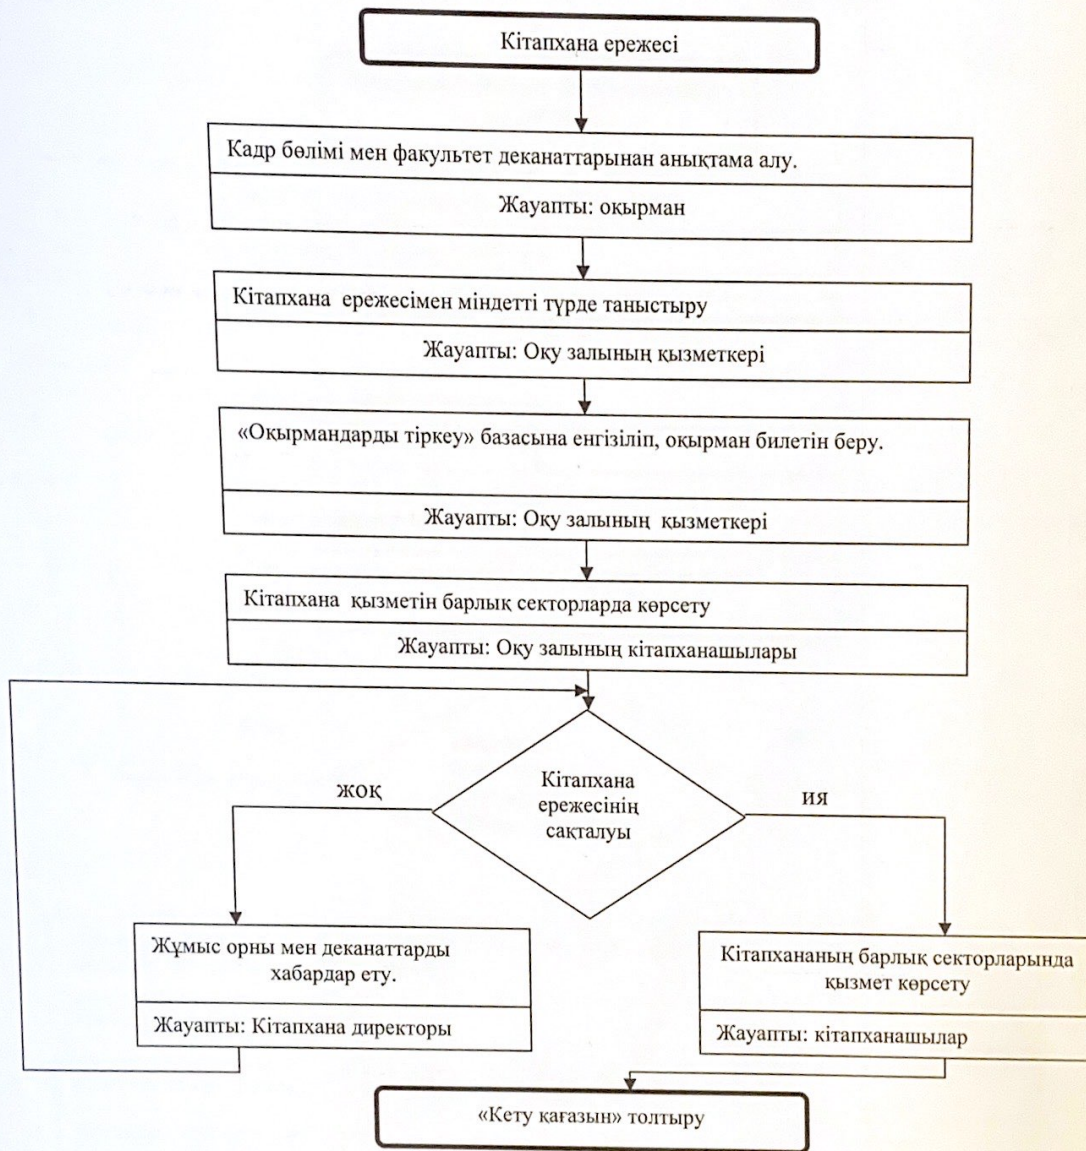 Кітапхана ережесі
Кадр бөлімі мен факультет деканаттарынан анықтама алу.
Жауапты: оқырман
Кітапхана ережесімен міндетті түрде таныстыру
Жауапты: Оқу залының қызметкері
«Оқырмандарды тіркеу» базасына енгізіліп, оқырман билетін беру.
Жауапты: Оқу залының қызметкері
Кітапхана қызметін барлық секторларда көрсету
Жауапты: Оқу залының кітапханашылары
Кітапхана
ережесінің
сақталуы
жоқ
ия
Жұмыс орны мен деканаттарды
хабардар ету.
Жауапты: Кітапхана директоры
Кітапхананың барлық секторларында
қызмет көрсету
Жауапты: кітапханашылар
«Кету қағазын» толтыру